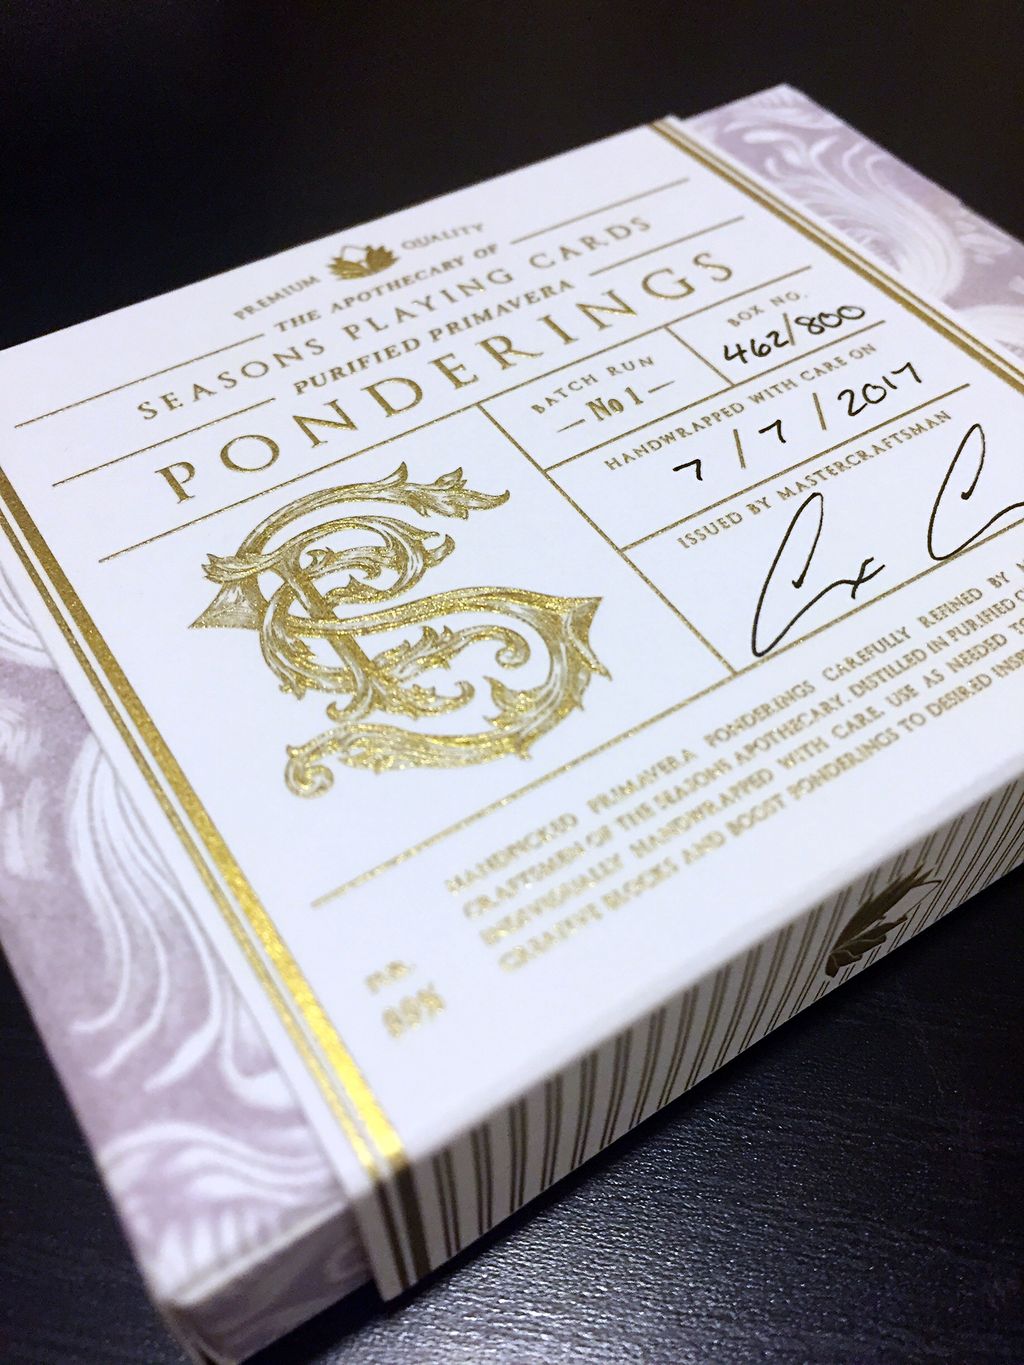 PREMIUM QUALITY
THE APOTHECARY OF
SEASONS PLAYING CARDS
PURIFIED PRIMAVERA
PONDERINGS
BATCH RUN
No 1
BOX NO.
462/800
HANDWRAPPED WITH CARE ON
7 / 7 / 2017
ISSUED BY MASTERCRAFTSMAN
HANDPICKED PRIMAVERA PONDERINGS CAREFULLY REFINED BY
CRAFTSMEN OF THE SEASONS APOTHECARY. DISTILLED IN PURIFIED
INDIVIDUALLY HANDWRAPPED WITH CARE. USE AS NEEDED TO
CREATIVE BLOCKS AND BOOST PONDERINGS TO DESIRED